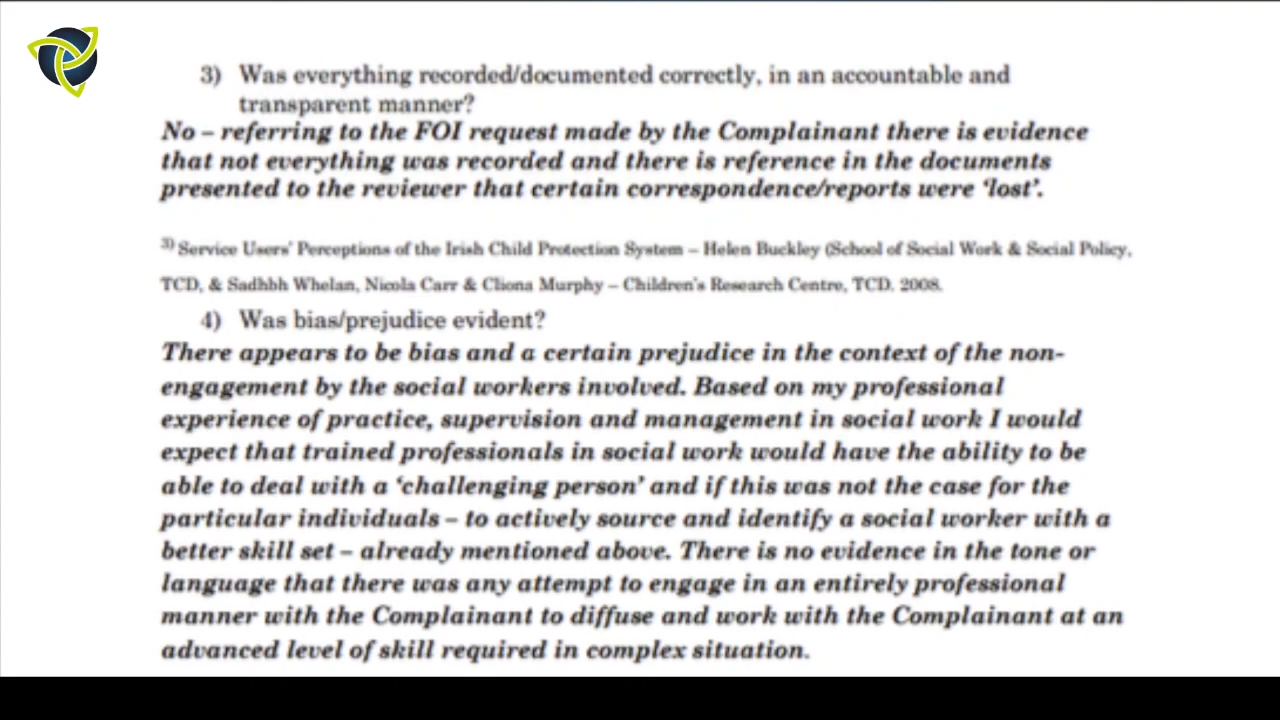 3) Was everything recorded/documented correctly, in an accountable and
transparent manner?
No – referring to the FOI request made by the Complainant there is evidence
that not everything was recorded and there is reference in the documents
presented to the reviewer that certain correspondence/reports were ‘lost’.
3) Service Users’ Perceptions of the Irish Child Protection System – Helen Buckley (School of Social Work & Social Policy,
TCD, & Sadhbh Whelan, Nicola Carr & Cliona Murphy – Children’s Research Centre, TCD. 2008.
4) Was bias/prejudice evident?
There appears to be bias and a certain prejudice in the context of the non-
engagement by the social workers involved. Based on my professional
experience of practice, supervision and management in social work I would
expect that trained professionals in social work would have the ability to be
able to deal with a ‘challenging person’ and if this was not the case for the
particular individuals – to actively source and identify a social worker with a
better skill set – already mentioned above. There is no evidence in the tone or
language that there was any attempt to engage in an entirely professional
manner with the Complainant to diffuse and work with the Complainant at an
advanced level of skill required in complex situation.